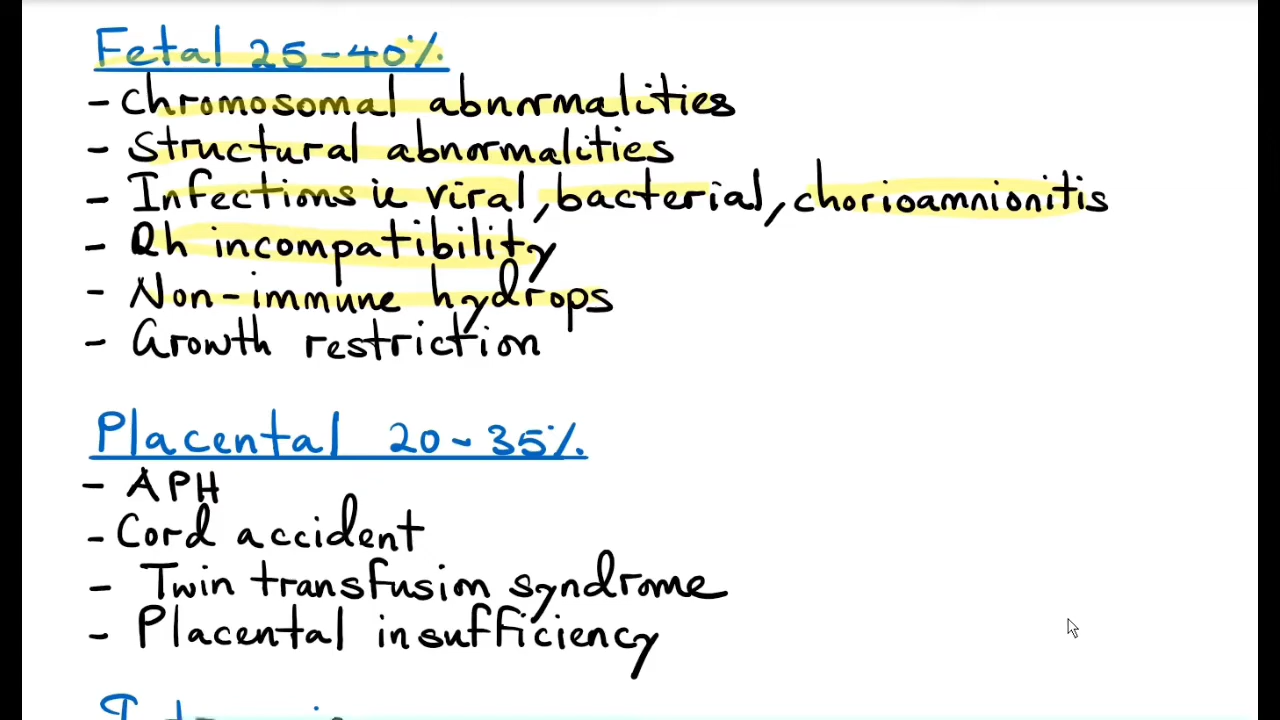 Fetal 25-40%
- Chromosomal abnormalities
- Structural abnormalities
- Infections ie viral, bacterial, chorioamnionitis
- Rh incompatibility
- Non-immune hydrops
- Growth restriction
Placental 20-35%
- APH
- Cord accident
- Twin transfusion syndrome
- Placental insufficiency